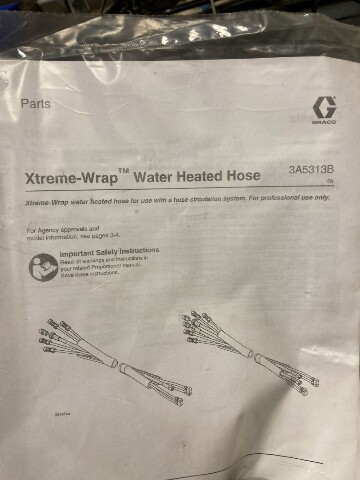 Parts
GRACO
Xtreme-Wrap™ Water Heated Hose
3A5313B
EN
Xtreme-Wrap water heated hose for use with a hose circulation system. For professional use only.
For Agency approvals and
model information, see pages 3-4.
Important Safety Instructions
Read all warnings and instructions in
your related Proportioner manual.
Save these instructions.